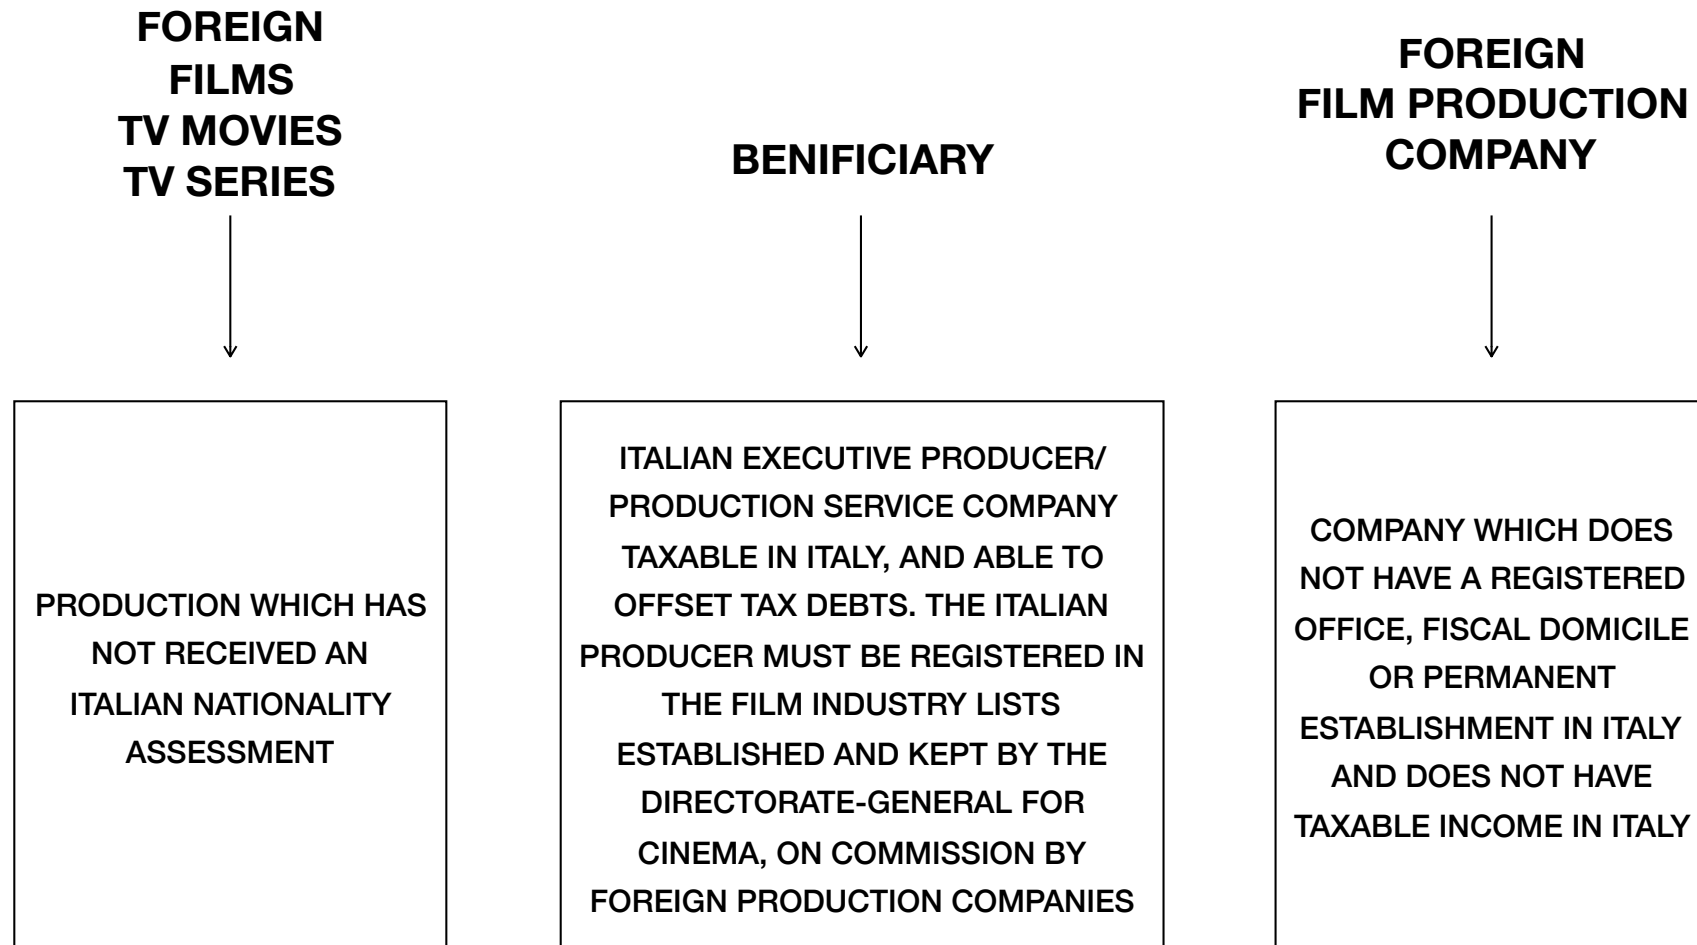 FOREIGN
FILMS
TV MOVIES
TV SERIES
BENIFICIARY
FOREIGN
FILM PRODUCTION
COMPANY
PRODUCTION WHICH HAS
NOT RECEIVED AN
ITALIAN NATIONALITY
ASSESSMENT
ITALIAN EXECUTIVE PRODUCER/
PRODUCTION SERVICE COMPANY
TAXABLE IN ITALY, AND ABLE TO
OFFSET TAX DEBTS. THE ITALIAN
PRODUCER MUST BE REGISTERED IN
THE FILM INDUSTRY LISTS
ESTABLISHED AND KEPT BY THE
DIRECTORATE-GENERAL FOR
CINEMA, ON COMMISSION BY
FOREIGN PRODUCTION COMPANIES
COMPANY WHICH DOES
NOT HAVE A REGISTERED
OFFICE, FISCAL DOMICILE
OR PERMANENT
ESTABLISHMENT IN ITALY
AND DOES NOT HAVE
TAXABLE INCOME IN ITALY